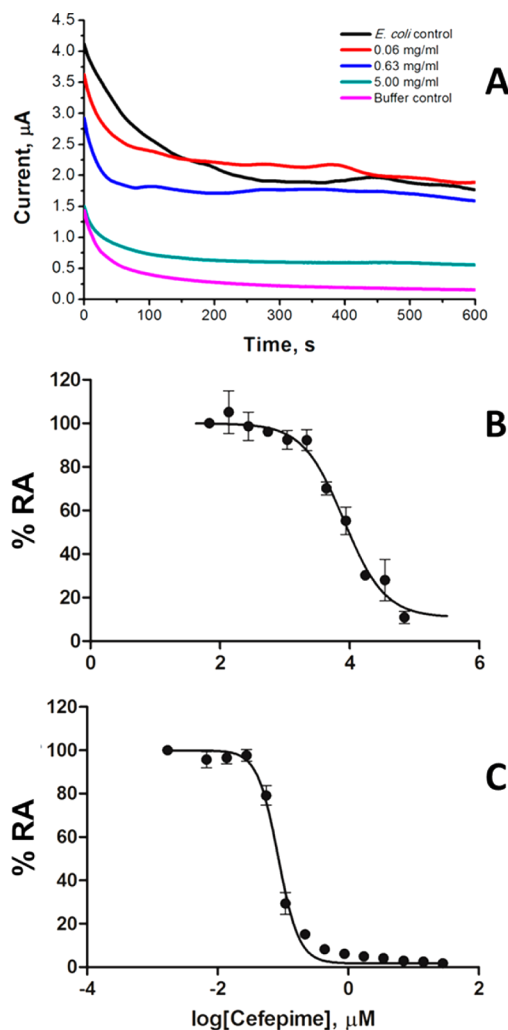 A
E. coli control
0.06 mg/ml
0.63 mg/ml
5.00 mg/ml
Buffer control
Current, μA
4.5
4.0
3.5
3.0
2.5
2.0
1.5
1.0
0.5
0.0
0 100 200 300 400 500 600
Time, s
B
% RA
120
100
80
60
40
20
0
0 2 4 6
C
% RA
120
100
80
60
40
20
0
-4 -2 0 2
log[Cefepime], μM